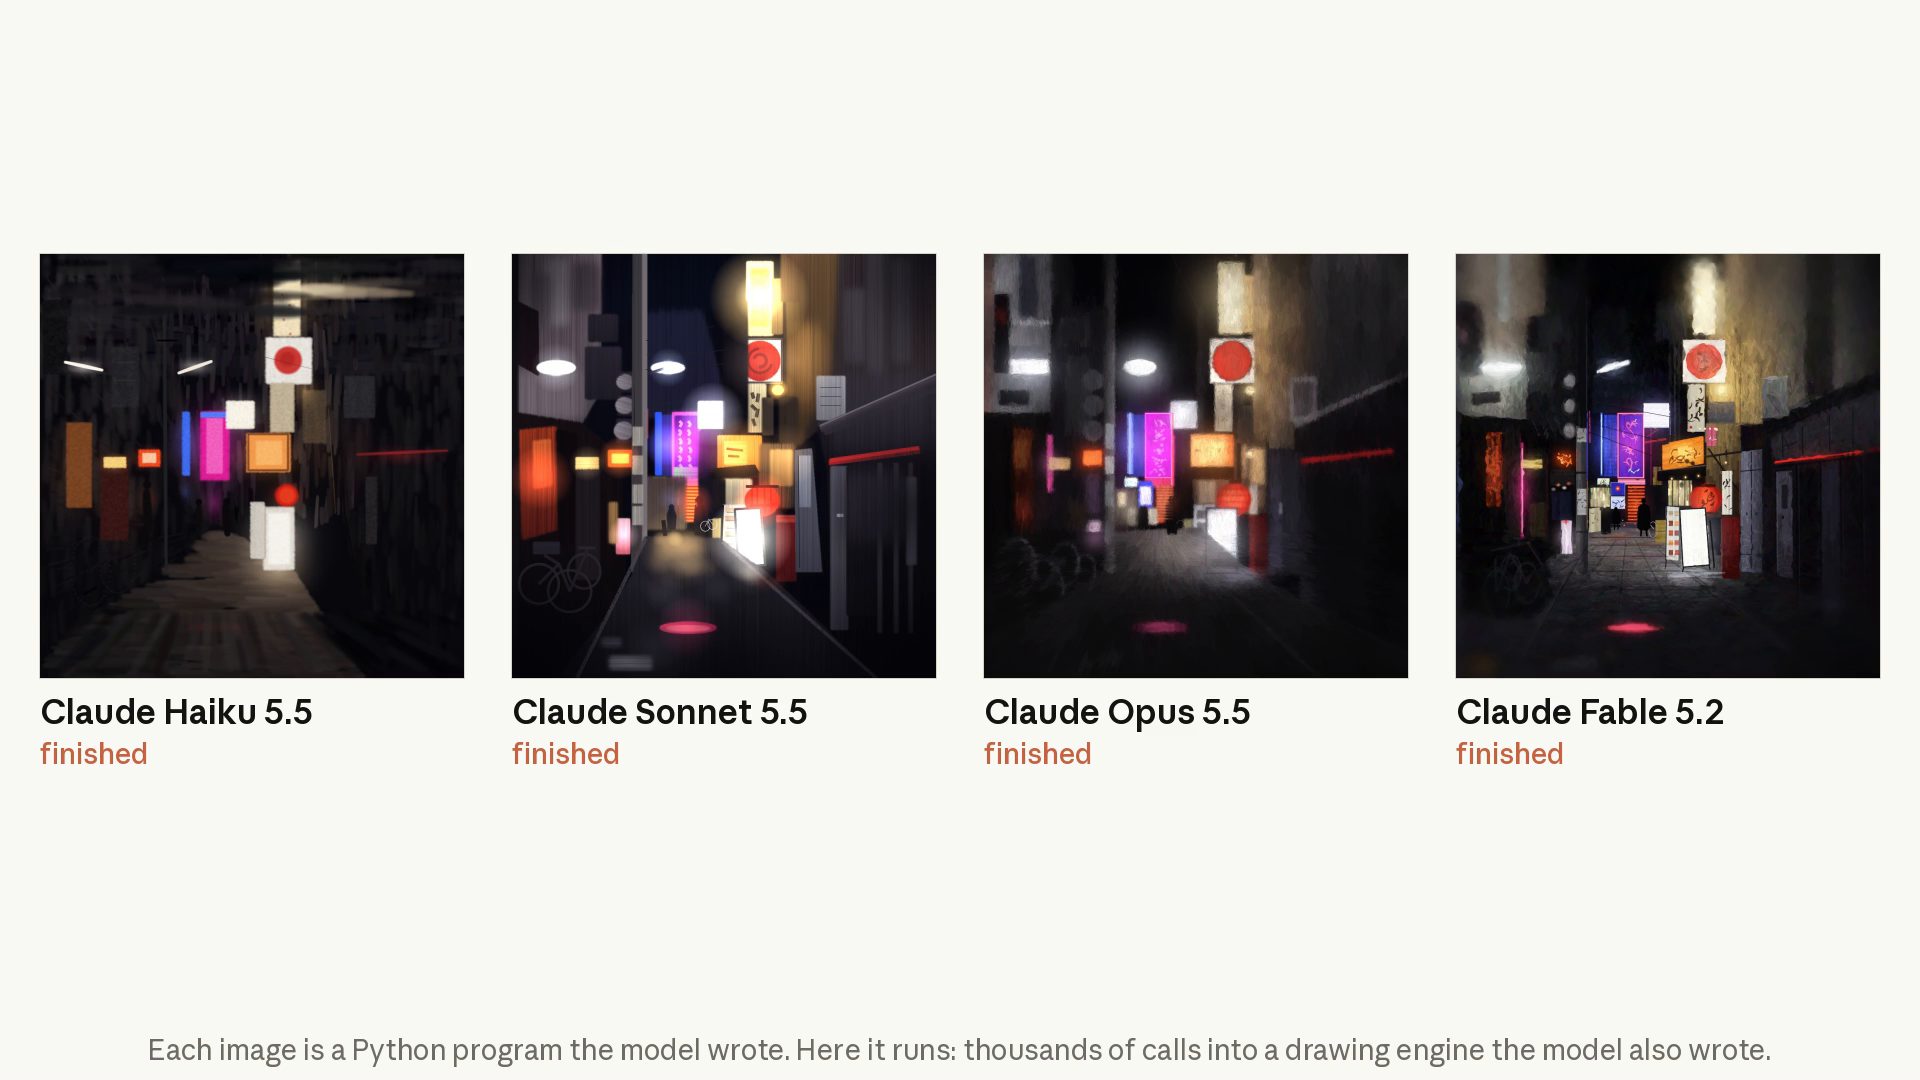 Claude Haiku 5.5
finished
Claude Sonnet 5.5
finished
Claude Opus 5.5
finished
Claude Fable 5.2
finished
Each image is a Python program the model wrote. Here it runs: thousands of calls into a drawing engine the model also wrote.